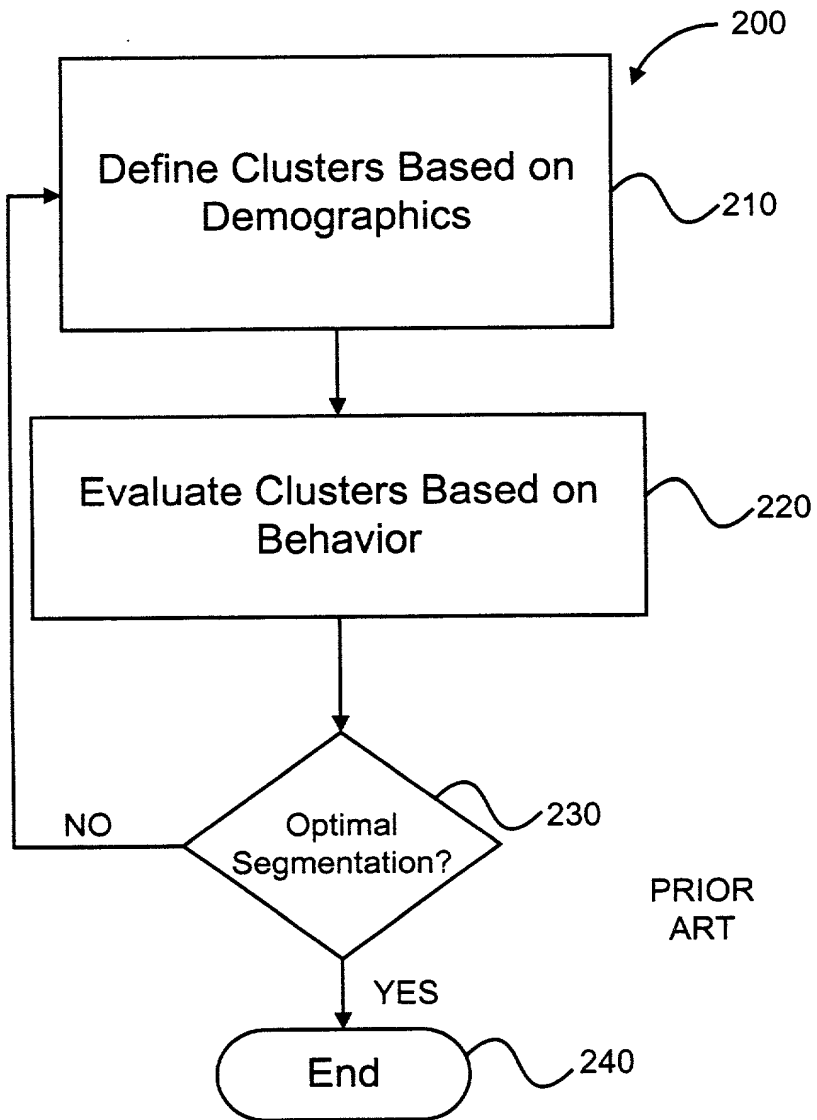 200
Define Clusters Based on
Demographics
210
Evaluate Clusters Based on
Behavior
220
Optimal
Segmentation?
230
NO
PRIOR
ART
YES
End
240